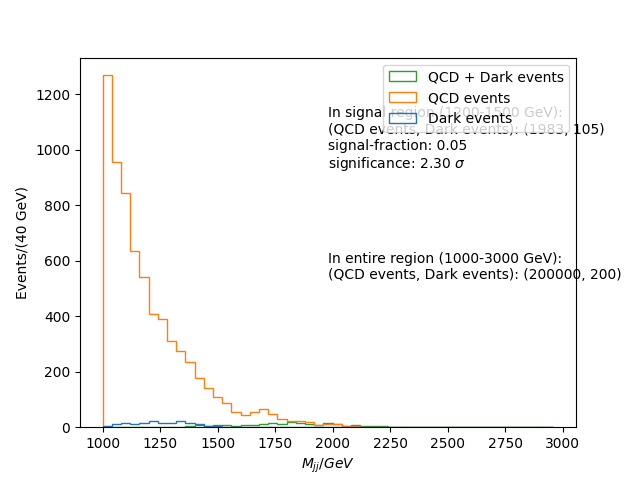 QCD + Dark events
QCD events
Dark events
In signal region (1200-1500 GeV):
(QCD events, Dark events): (1983, 105)
signal-fraction: 0.05
significance: 2.30 σ
In entire region (1000-3000 GeV):
(QCD events, Dark events): (200000, 200)
Events/(40 GeV)
1200
1000
800
600
400
200
0
1000
1250
1500
1750
2000
2250
2500
2750
3000
M_{jj}/GeV